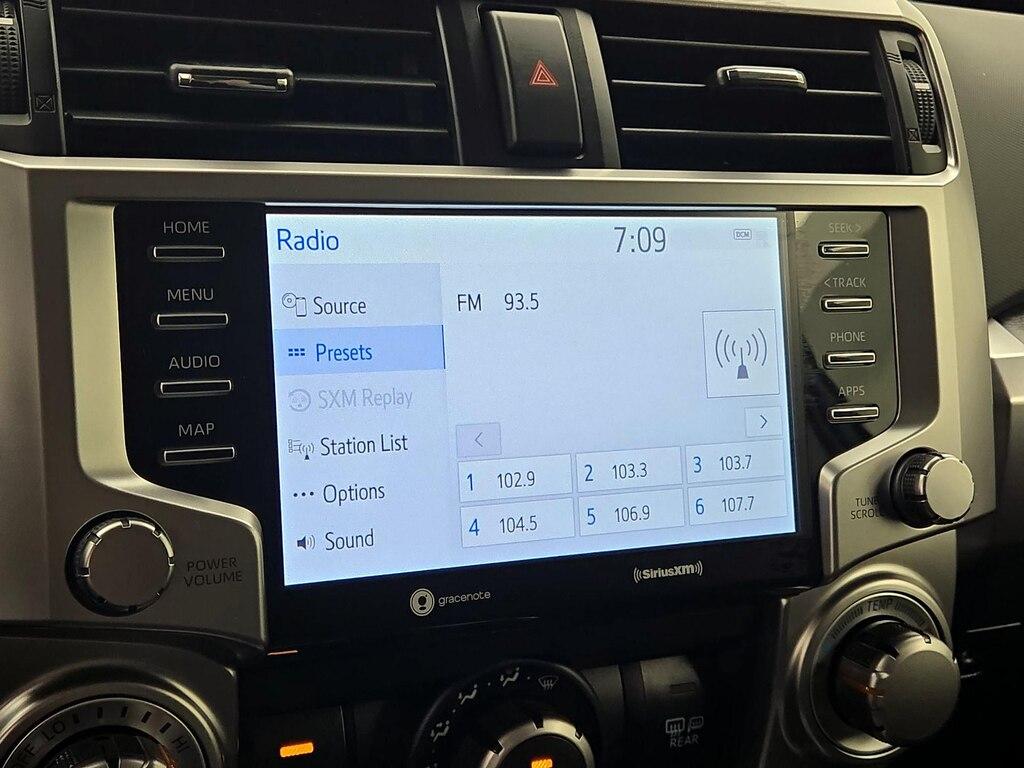 HOME
MENU
AUDIO
MAP
POWER
VOLUME
Radio
7:09
DCM
Source
Presets
SXM Replay
Station List
... Options
Sound
FM 93.5
<
>
1 102.9
2 103.3
3 103.7
4 104.5
5 106.9
6 107.7
gracenote
((SiriusXM))
SEEK >
< TRACK
PHONE
APPS
TUNE
SCROLL
TEMP
LO
HI
REAR